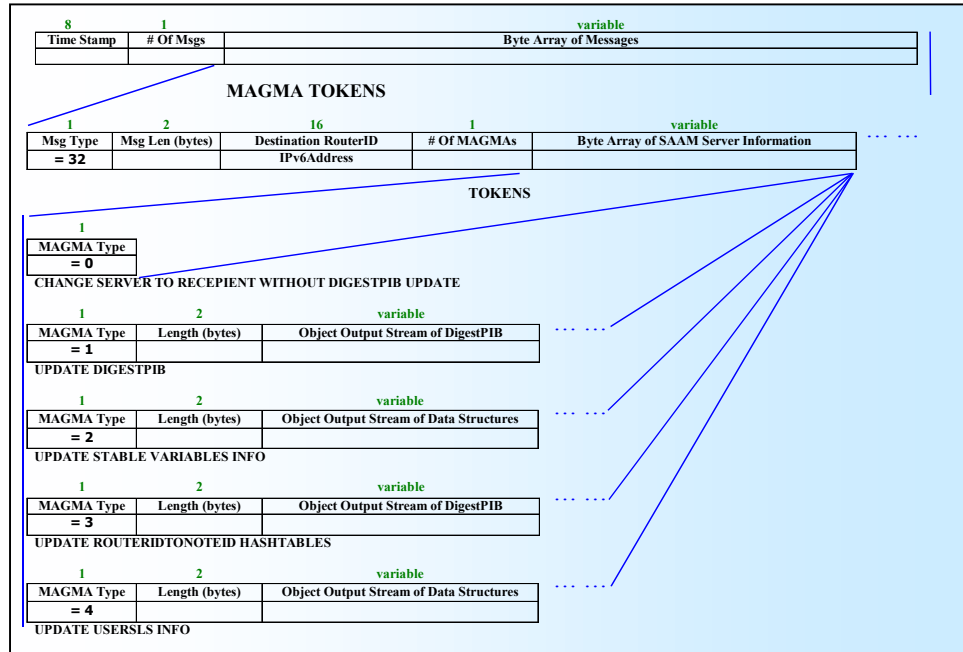 8 1 variable
Time Stamp # Of Msgs Byte Array of Messages
MAGMA TOKENS
1 2 16 1 variable
Msg Type Msg Len (bytes) Destination RouterID # Of MAGMAs Byte Array of SAAM Server Information ... ...
= 32 IPv6Address
TOKENS
1
MAGMA Type
= 0
CHANGE SERVER TO RECEPIENT WITHOUT DIGESTPIB UPDATE
1 2 variable
MAGMA Type Length (bytes) Object Output Stream of DigestPIB ... ...
= 1
UPDATE DIGESTPIB
1 2 variable
MAGMA Type Length (bytes) Object Output Stream of Data Structures ... ...
= 2
UPDATE STABLE VARIABLES INFO
1 2 variable
MAGMA Type Length (bytes) Object Output Stream of DigestPIB ... ...
= 3
UPDATE ROUTERIDTONOTEID HASHTABLES
1 2 variable
MAGMA Type Length (bytes) Object Output Stream of Data Structures ... ...
= 4
UPDATE USERSLS INFO